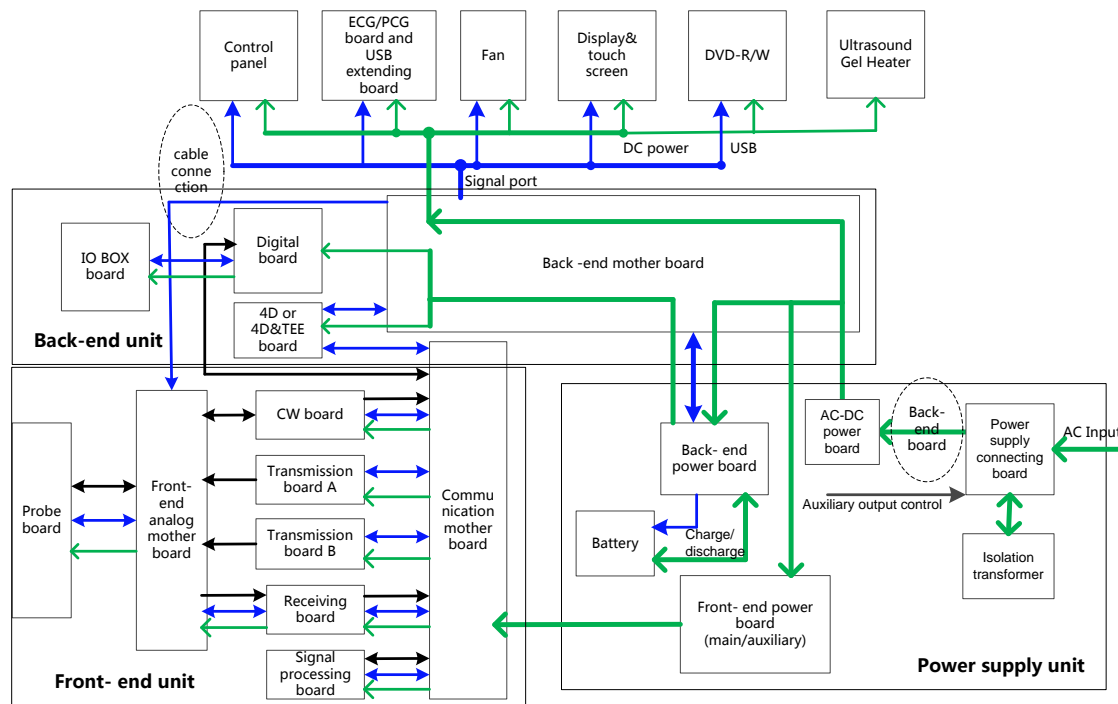 Control
panel
ECG/PCG
board and
USB
extending
board
Fan
Display&
touch
screen
DVD-R/W
Ultrasound
Gel Heater
cable
conne
ction
DC power
USB
Signal port
IO BOX
board
Digital
board
Back -end mother board
4D or
4D&TEE
board
Back-end unit
Probe
board
Front-
end
analog
mother
board
CW board
Transmission
board A
Transmission
board B
Receiving
board
Signal
processing
board
Commu
nication
mother
board
Front- end unit
Back- end
power board
Battery
Charge/
discharge
Front- end power
board
(main/auxiliary)
AC-DC
power
board
Back-
end
board
Power
supply
connecting
board
AC Input
Auxiliary output control
Isolation
transformer
Power supply unit